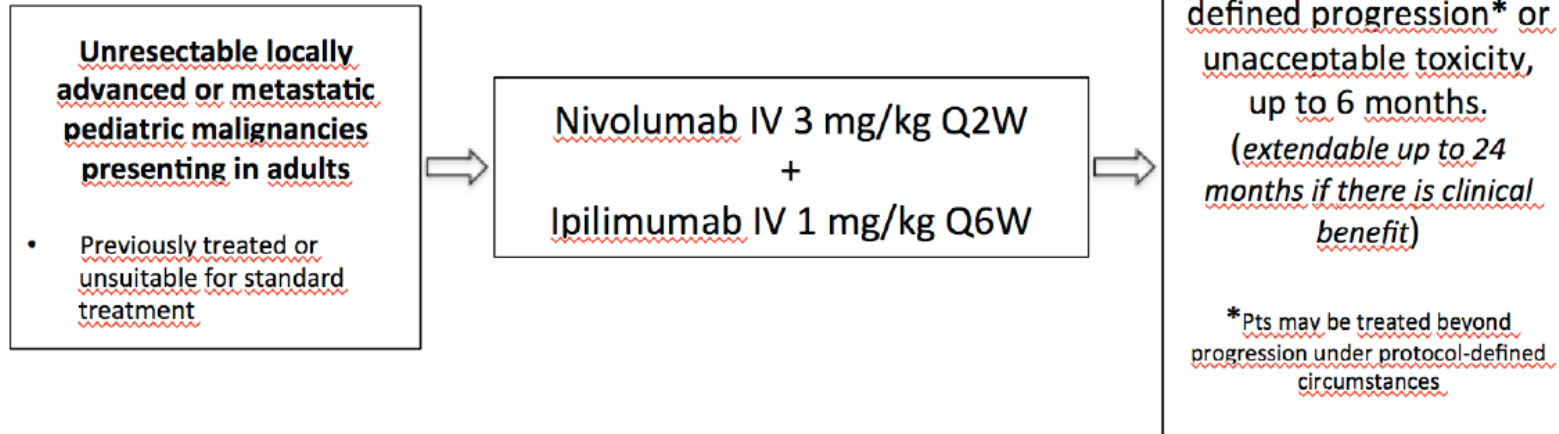 Unresectable locally
advanced or metastatic
pediatric malignancies
presenting in adults
• Previously treated or
unsuitable for standard
treatment
Nivolumab IV 3 mg/kg Q2W
+
Ipilimumab IV 1 mg/kg Q6W
defined progression* or
unacceptable toxicity,
up to 6 months.
(extendable up to 24
months if there is clinical
benefit)
*Pts may be treated beyond
progression under protocol-defined
circumstances